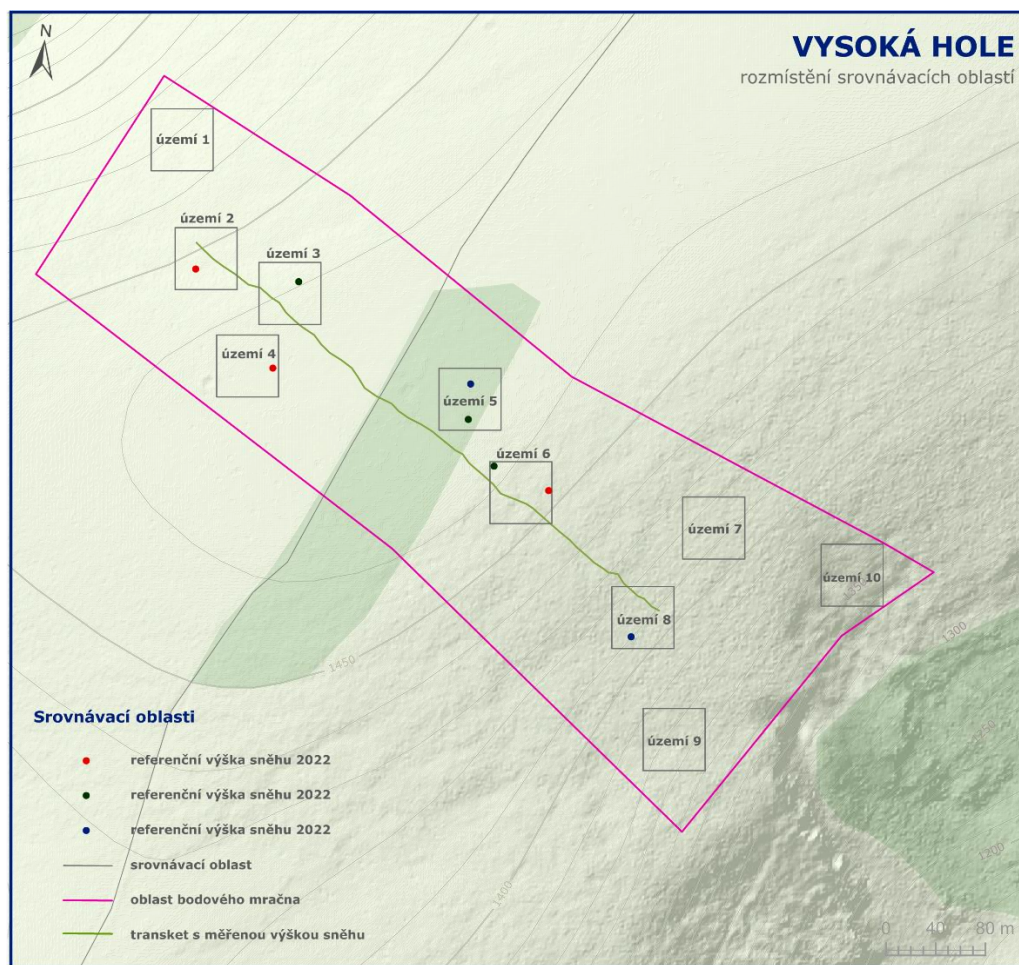 N
VYSOKÁ HOLE
rozmístění srovnávacích oblastí
území 1
území 2
území 3
území 4
území 5
území 6
území 7
území 10
území 8
1300
1450
území 9
Srovnávací oblasti
referenční výška sněhu 2022
referenční výška sněhu 2022
referenční výška sněhu 2022
srovnávací oblast
1200
oblast bodového mračna
1400
transket s měřenou výškou sněhu
0 40 80 m